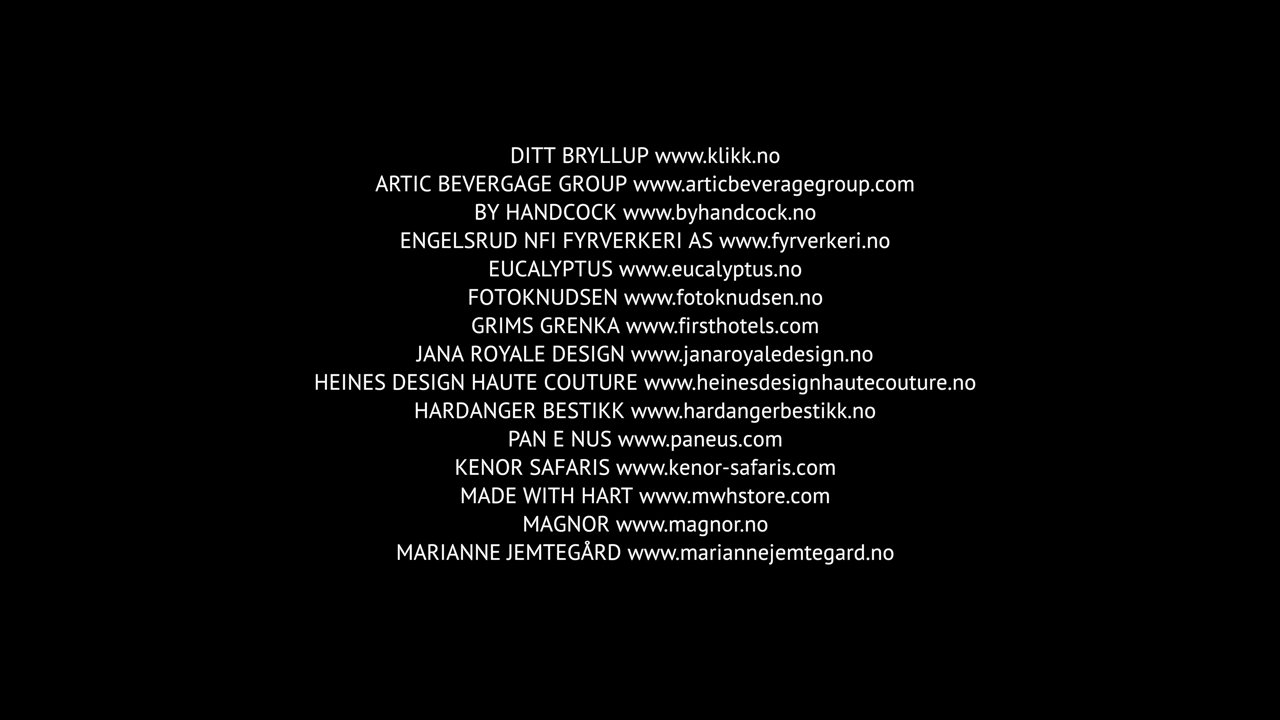 DITT BRYLLUP www.klikk.no
ARTIC BEVERGAGE GROUP www.articbeveragegroup.com
BY HANDCOCK www.byhandcock.no
ENGELSRUD NFI FYRVERKERI AS www.fyrverkeri.no
EUCALYPTUS www.eucalyptus.no
FOTOKNUDSEN www.fotoknudsen.no
GRIMS GRENKA www.firsthotels.com
JANA ROYALE DESIGN www.janaroyaledesign.no
HEINES DESIGN HAUTE COUTURE www.heinesdesignhautecouture.no
HARDANGER BESTIKK www.hardangerbestikk.no
PAN E NUS www.paneus.com
KENOR SAFARIS www.kenor-safaris.com
MADE WITH HART www.mwhstore.com
MAGNOR www.magnor.no
MARIANNE JEMTEGÅRD www.mariannejemtegard.no